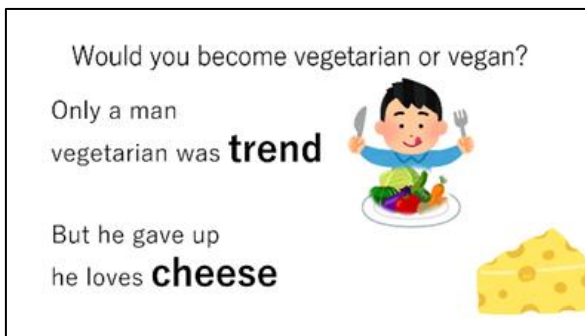 Would you become vegetarian or vegan?
Only a man
vegetarian was trend
But he gave up
he loves cheese